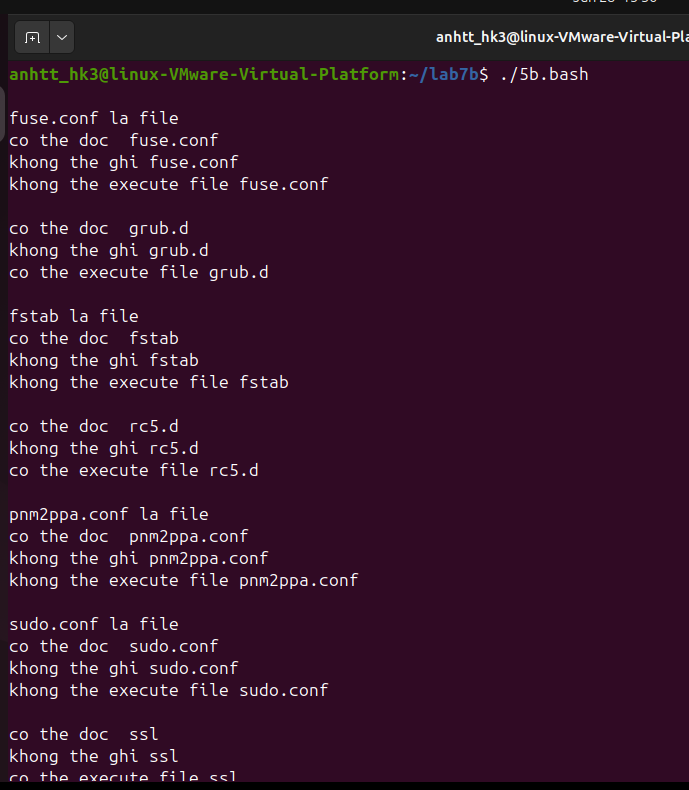 anhtt_hk3@linux-VMware-Virtual-Pla
anhtt_hk3@linux-VMware-Virtual-Platform:~/lab7b$ ./5b.bash
fuse.conf la file
co the doc  fuse.conf
khong the ghi fuse.conf
khong the execute file fuse.conf
co the doc  grub.d
khong the ghi grub.d
co the execute file grub.d
fstab la file
co the doc  fstab
khong the ghi fstab
khong the execute file fstab
co the doc  rc5.d
khong the ghi rc5.d
co the execute file rc5.d
pnm2ppa.conf la file
co the doc  pnm2ppa.conf
khong the ghi pnm2ppa.conf
khong the execute file pnm2ppa.conf
sudo.conf la file
co the doc  sudo.conf
khong the ghi sudo.conf
khong the execute file sudo.conf
co the doc  ssl
khong the ghi ssl
co the execute file ssl